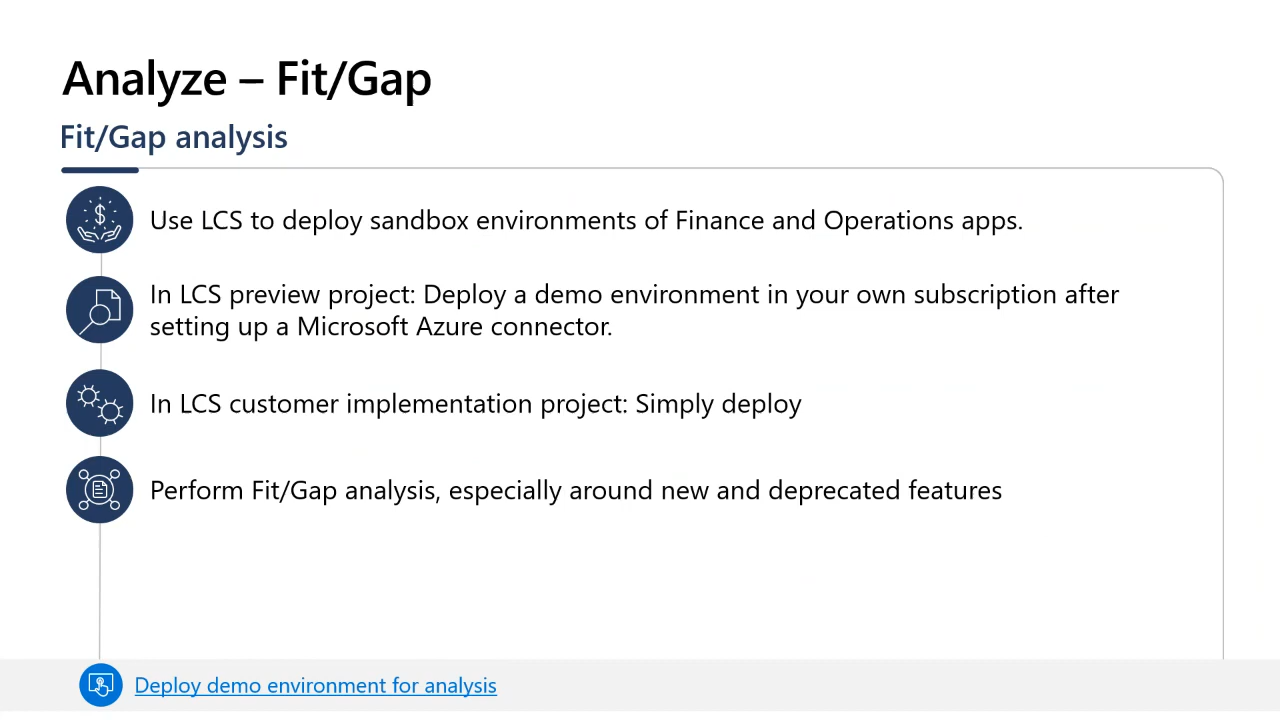 Analyze – Fit/Gap
Fit/Gap analysis
Use LCS to deploy sandbox environments of Finance and Operations apps.
In LCS preview project: Deploy a demo environment in your own subscription after
setting up a Microsoft Azure connector.
In LCS customer implementation project: Simply deploy
Perform Fit/Gap analysis, especially around new and deprecated features
Deploy demo environment for analysis